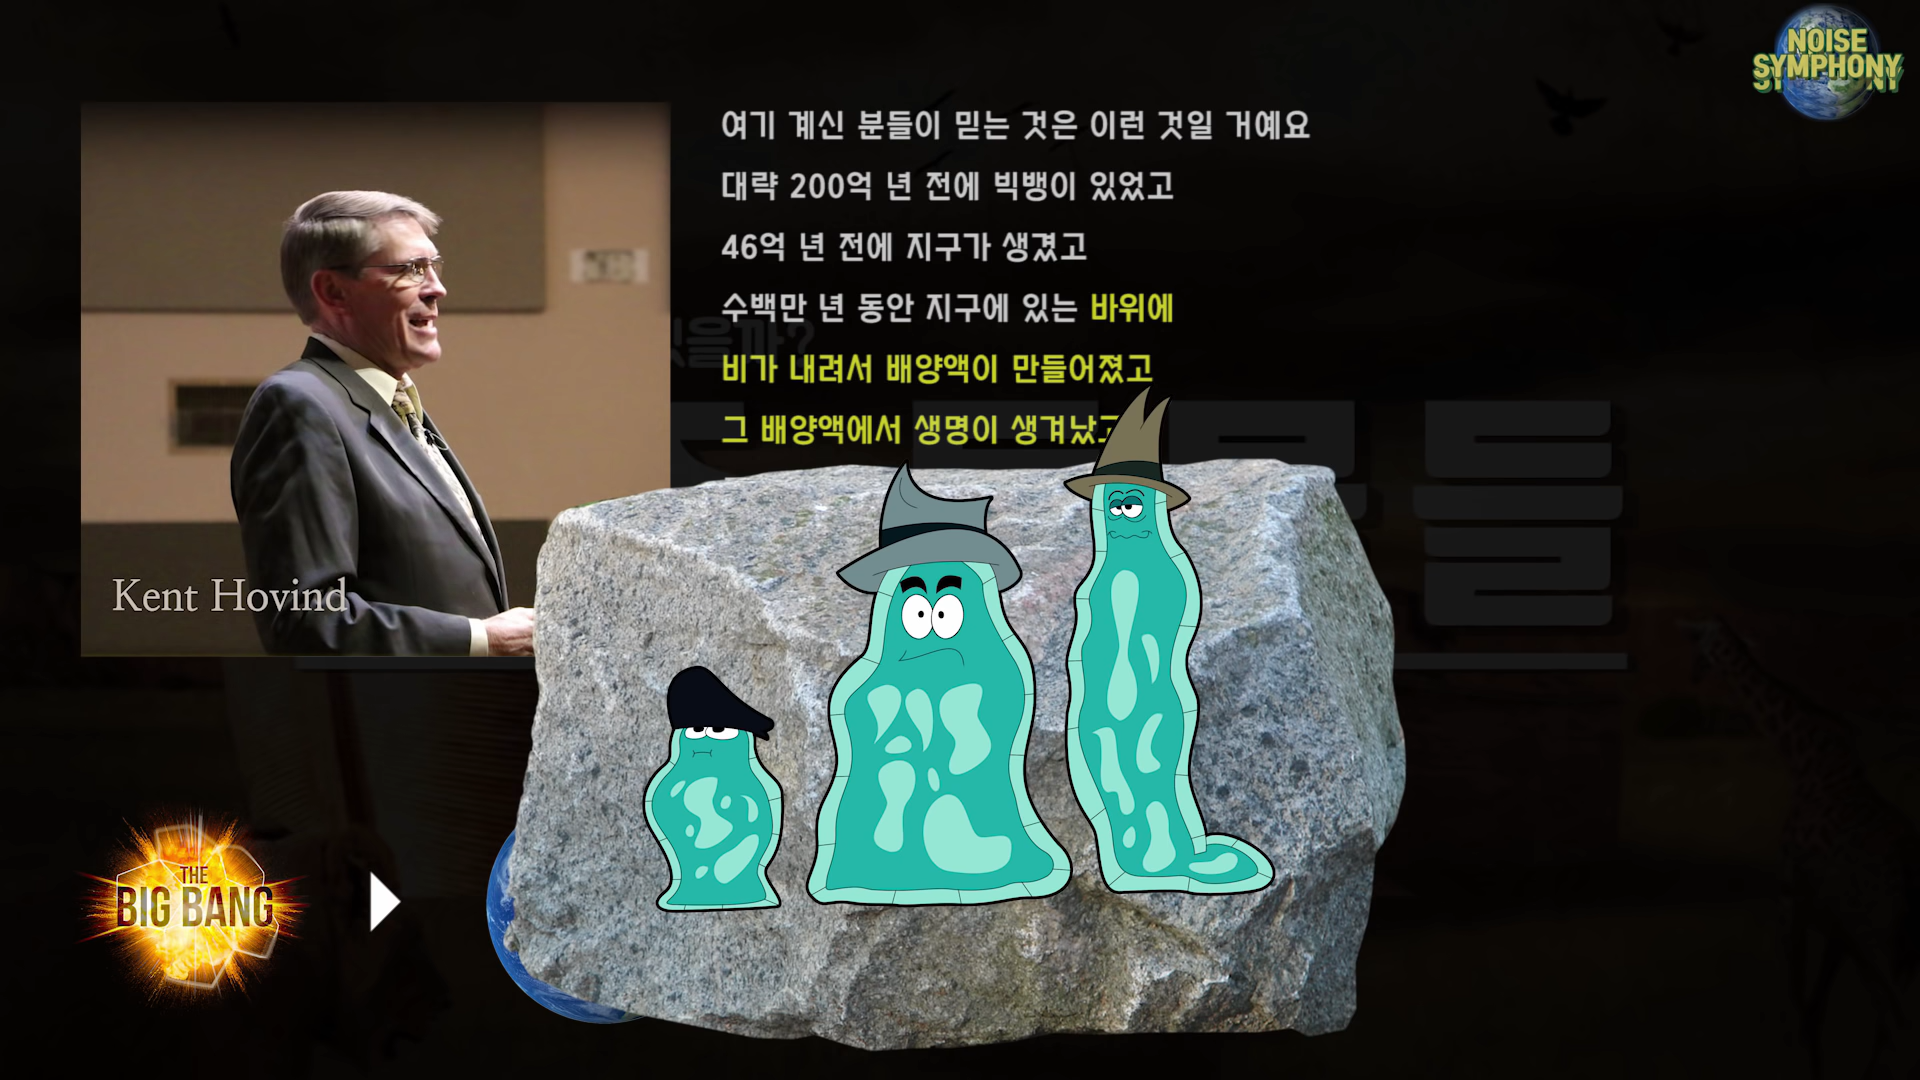 NOISE
SYMPHONY
여기 계신 분들이 믿는 것은 이런 것일 거예요
대략 200억 년 전에 빅뱅이 있었고
46억 년 전에 지구가 생겼고
수백만 년 동안 지구에 있는 바위에
비가 내려서 배양액이 만들어졌고
그 배양액에서 생명이 생겨났고
Kent Hovind
THE
BIG BANG